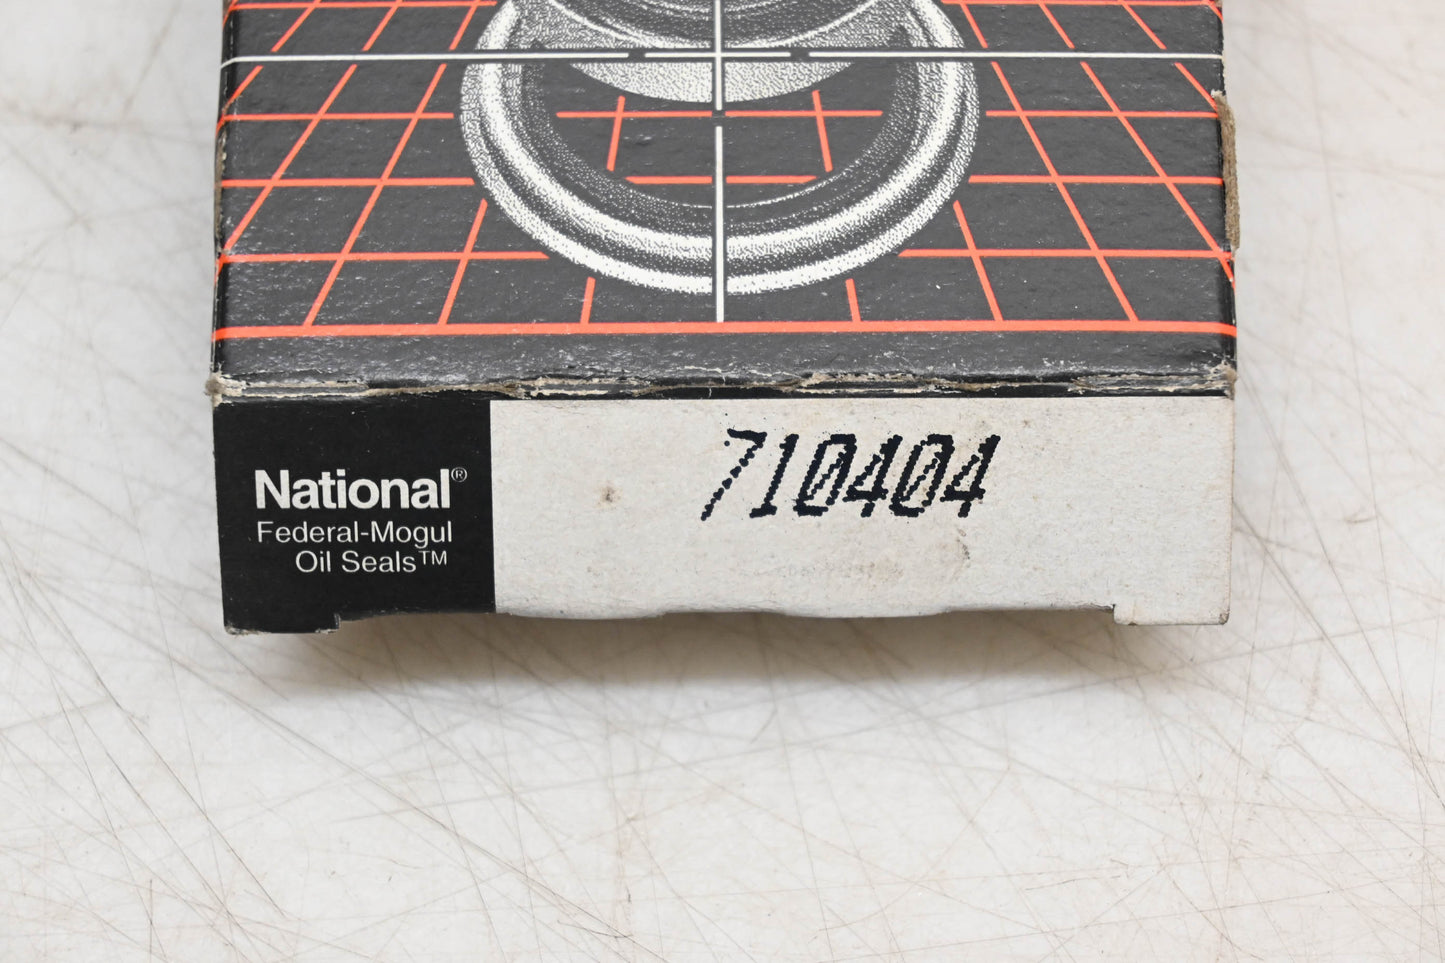 710404
National®
Federal-Mogul
Oil Seals™